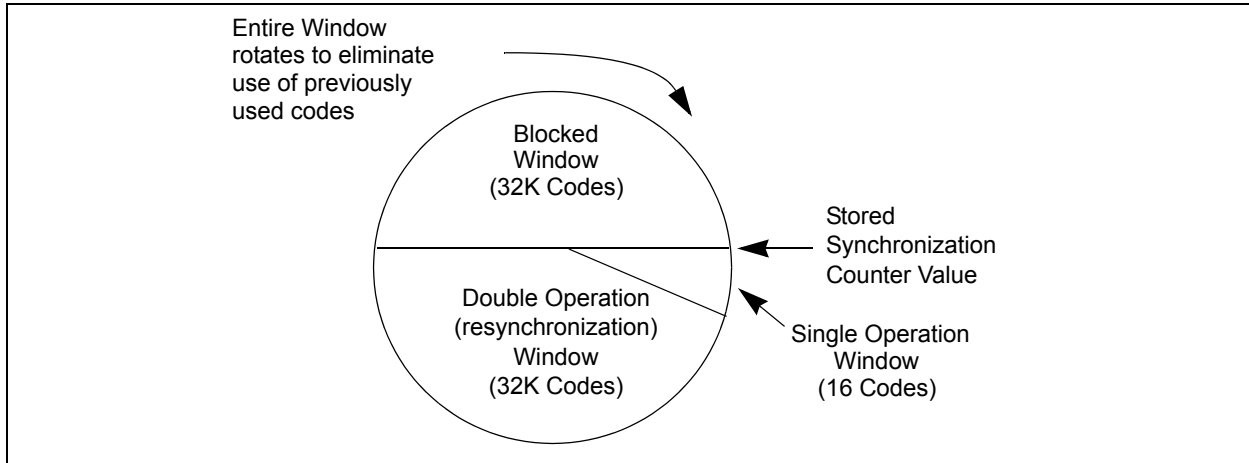 Entire Window
rotates to eliminate
use of previously
used codes
Blocked
Window
(32K Codes)
Stored
Synchronization
Counter Value
Double Operation
(resynchronization)
Window
(32K Codes)
Single Operation
Window
(16 Codes)